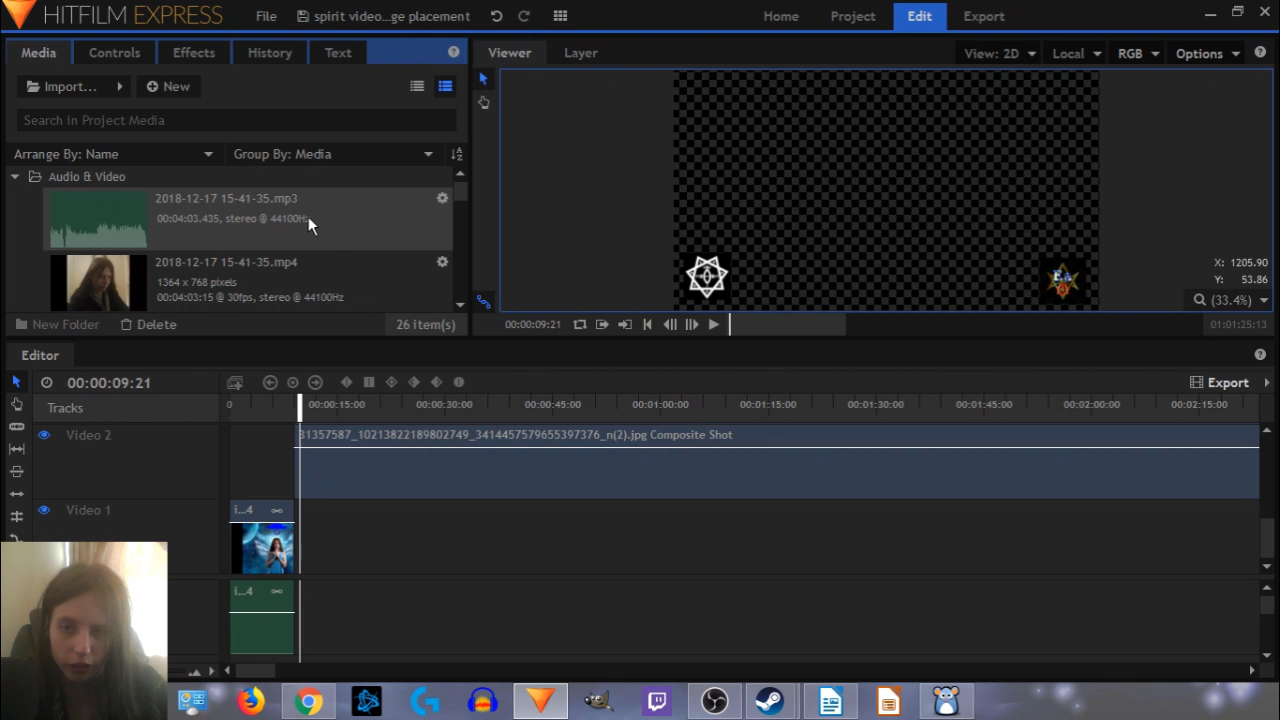 HITFILM EXPRESS
File
spirit video...ge placement
Home
Project
Edit
Export
Media
Controls
Effects
History
Text
Viewer
Layer
View: 2D
Local
RGB
Options
Import...
New
Search in Project Media
Arrange By: Name
Group By: Media
Audio & Video
2018-12-17 15-41-35.mp3
00:04:03.435, stereo @ 44100Hz
2018-12-17 15-41-35.mp4
1364 x 768 pixels
00:04:03:15 @ 30fps, stereo @ 44100Hz
X: 1205.90
Y: 53.86
(33.4%)
New Folder
Delete
26 item(s)
00:00:09:21
01:01:25:13
Editor
00:00:09:21
Export
Tracks
0
00:00:15:00
00:00:30:00
00:00:45:00
00:01:00:00
00:01:15:00
00:01:30:00
00:01:45:00
00:02:00:00
00:02:15:00
Video 2
31357587_10213822189802749_3414457579655397376_n(2).jpg Composite Shot
Video 1
i...4
i...4